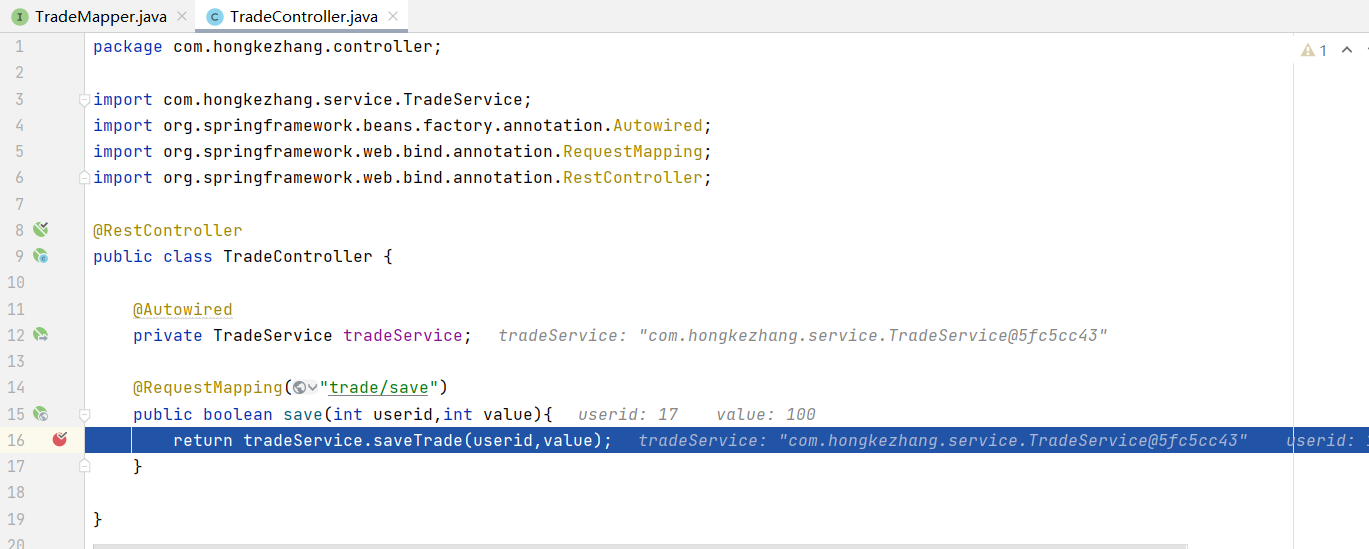 TradeMapper.java TradeController.java
1 package com.hongkezhang.controller; 1
2
3 import com.hongkezhang.service.TradeService;
4 import org.springframework.beans.factory.annotation.Autowired;
5 import org.springframework.web.bind.annotation.RequestMapping;
6 import org.springframework.web.bind.annotation.RestController;
7
8 @RestController
9 public class TradeController {
10
11 @Autowired
12 private TradeService tradeService; tradeService: "com.hongkezhang.service.TradeService@5fc5cc43"
13
14 @RequestMapping("trade/save")
15 public boolean save(int userid,int value){ userid: 17 value: 100
16 return tradeService.saveTrade(userid,value); tradeService: "com.hongkezhang.service.TradeService@5fc5cc43" userid:
17 }
18
19 }
20